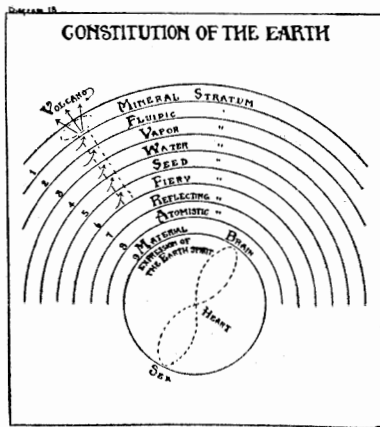 Diagram 13
CONSTITUTION OF THE EARTH
VOLCANO
1 MINERAL STRATUM
2 FLUIDIC "
3 VAPOR "
4 WATER "
5 SEED "
6 FIERY "
7 REFLECTING "
8 ATOMISTIC "
9 MATERIAL
EXPRESSION OF
THE EARTH SPIRIT
BRAIN
HEART
SEX